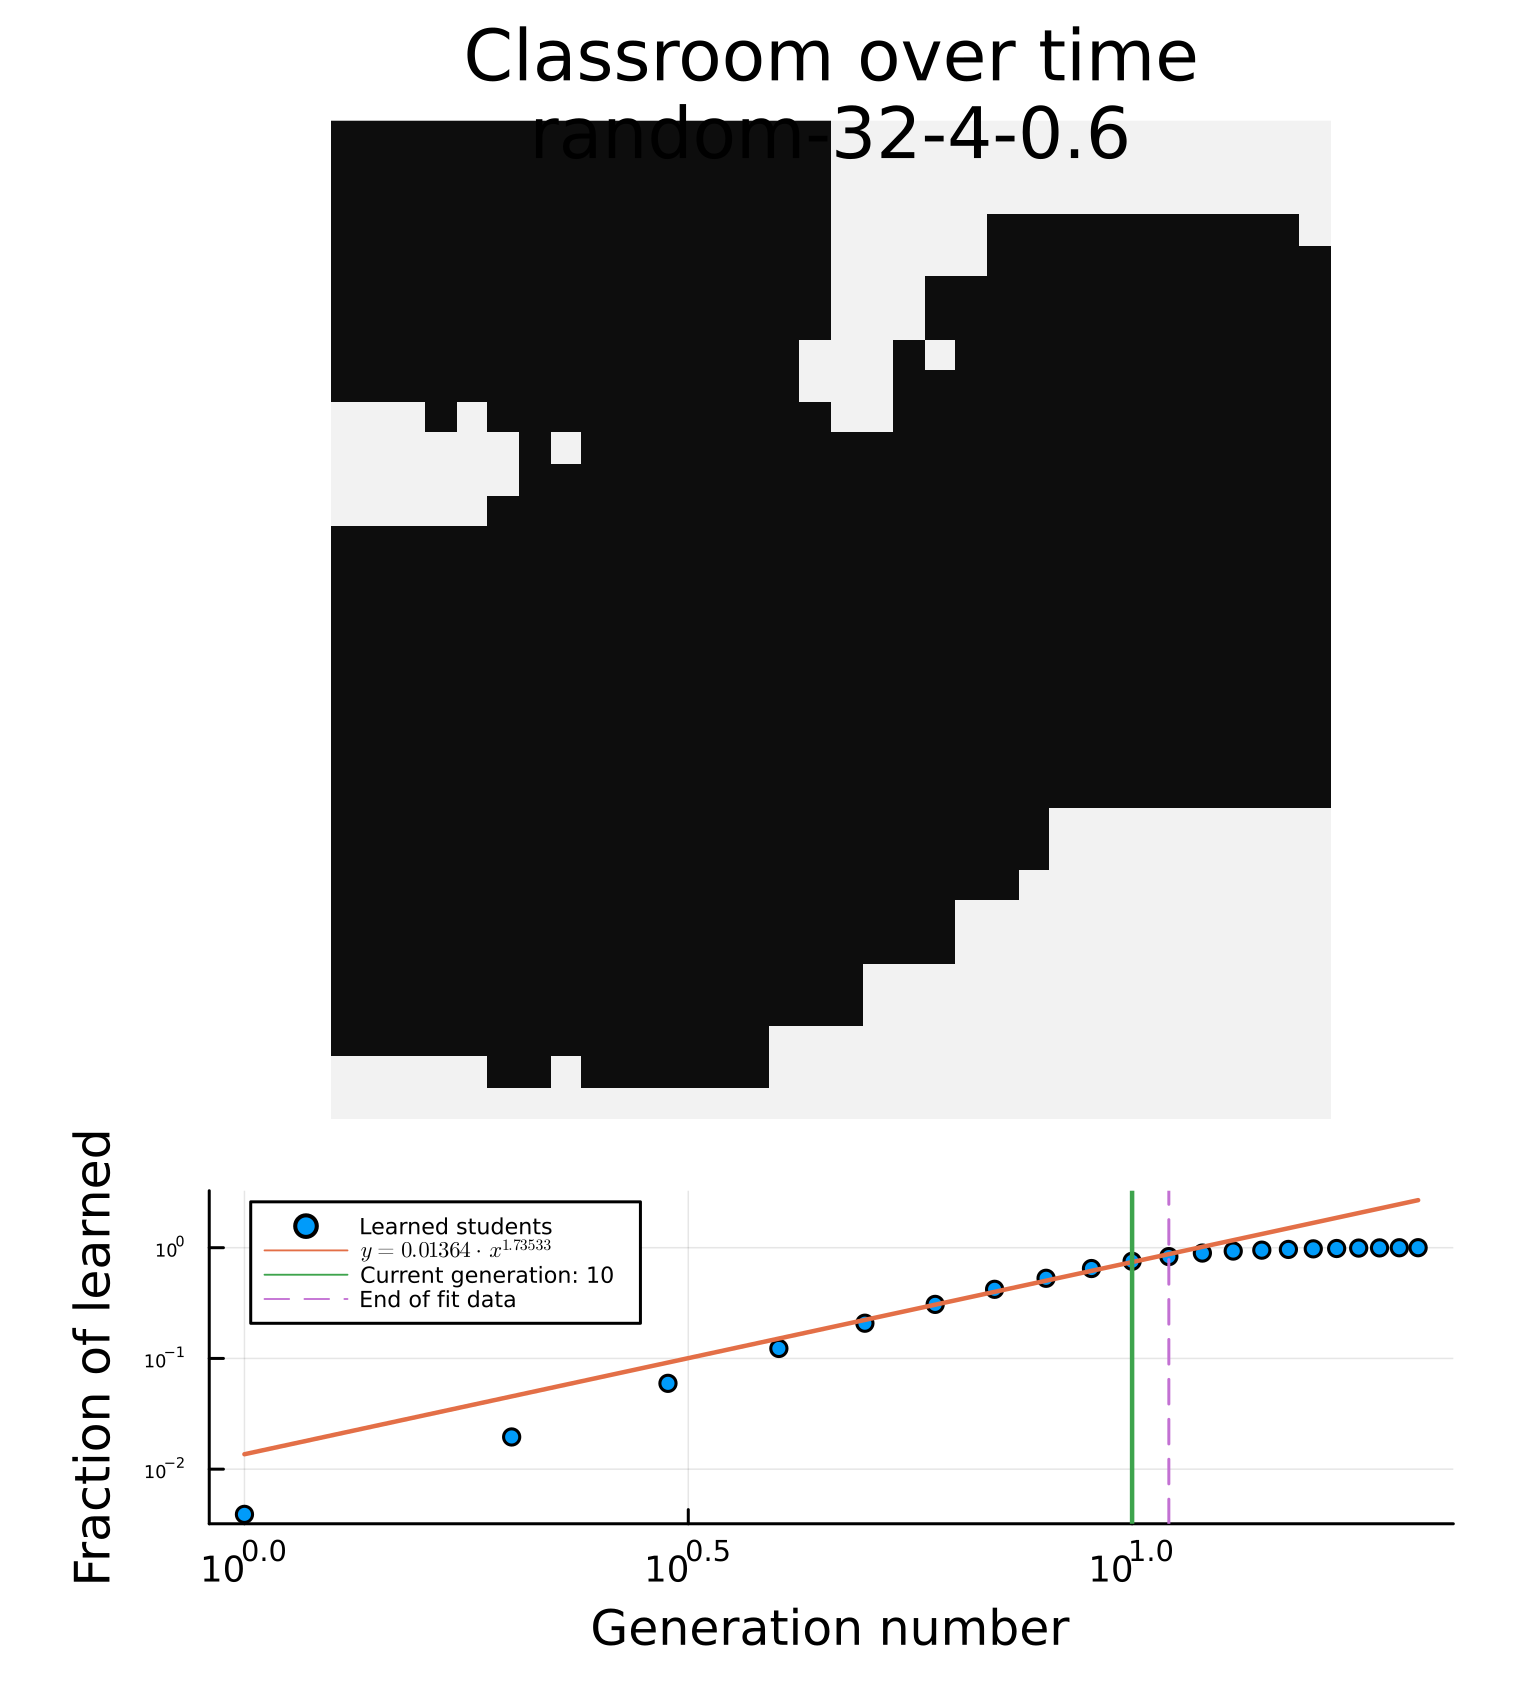 Classroom over time
random-32-4-0.6
Fraction of learned
10^0
10^−1
10^−2
Learned students
y = 0.01364 · x^1.73533
Current generation: 10
End of fit data
10^0.0
10^0.5
10^1.0
Generation number